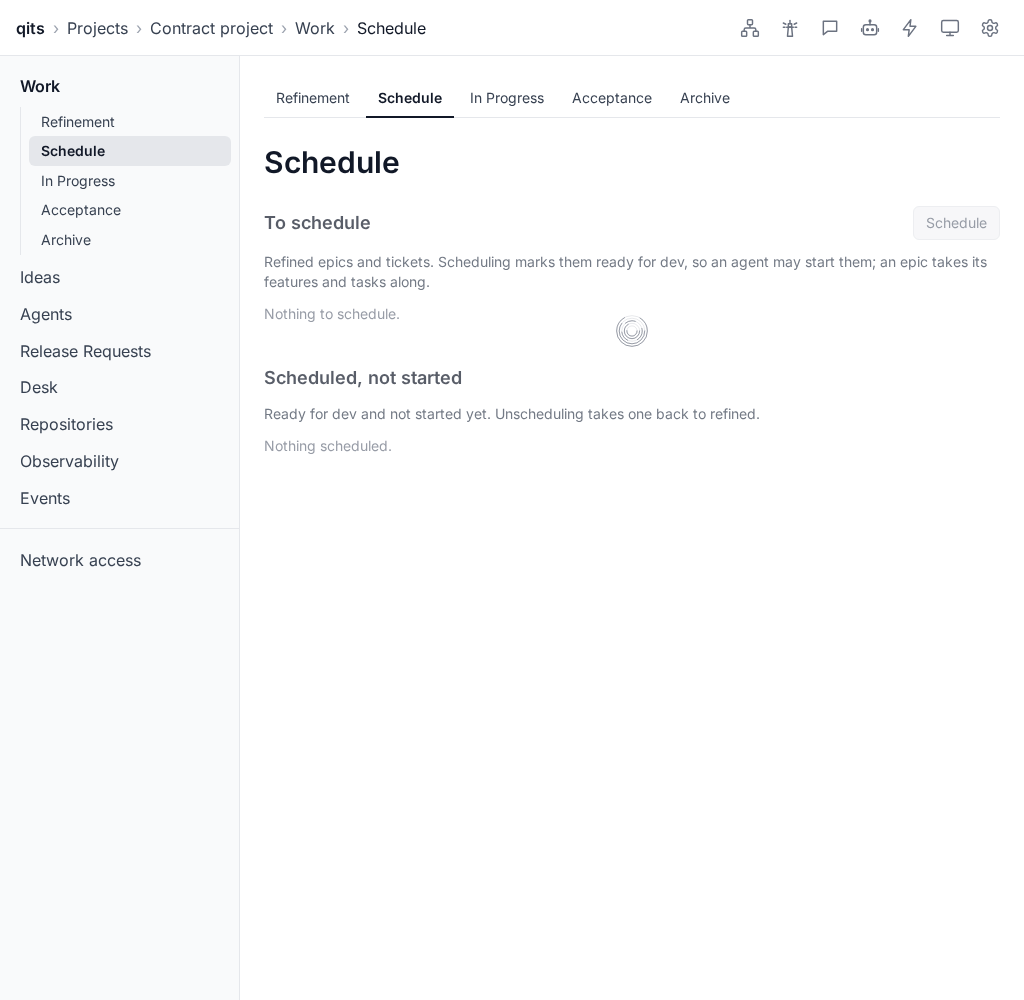 qits › Projects › Contract project › Work › Schedule
Work
Refinement
Schedule
In Progress
Acceptance
Archive
Ideas
Agents
Release Requests
Desk
Repositories
Observability
Events
Network access
Refinement Schedule In Progress Acceptance Archive
Schedule
To schedule
Schedule
Refined epics and tickets. Scheduling marks them ready for dev, so an agent may start them; an epic takes its
features and tasks along.
Nothing to schedule.
Scheduled, not started
Ready for dev and not started yet. Unscheduling takes one back to refined.
Nothing scheduled.